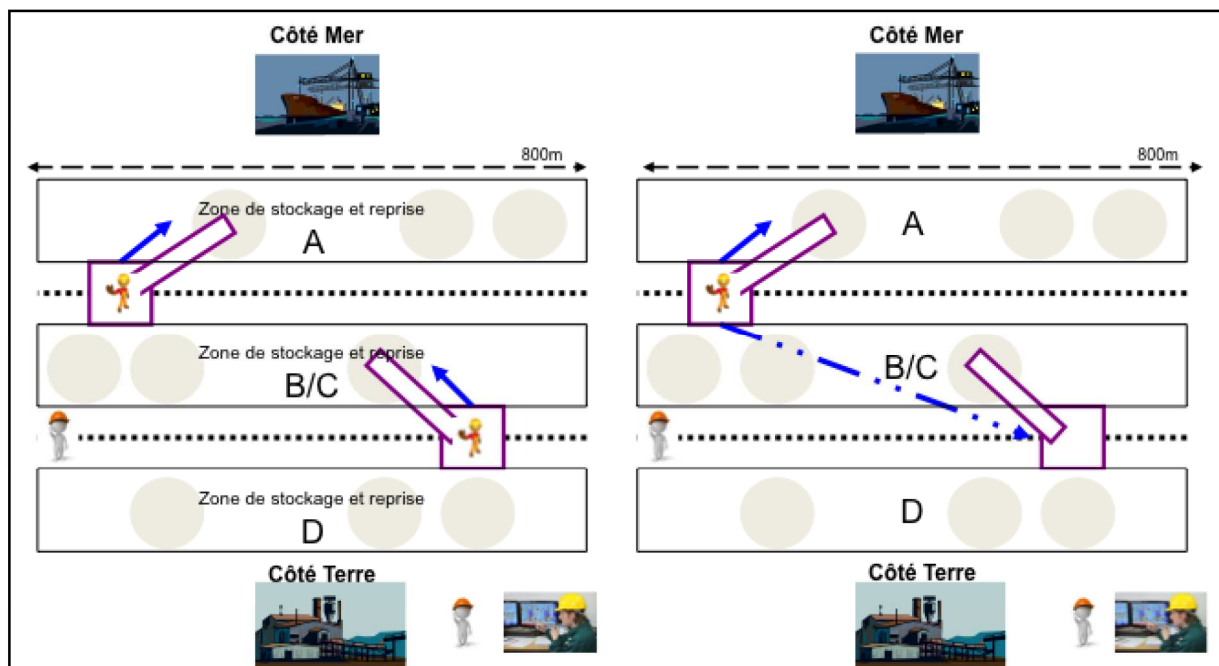 Côté Mer
800m
Zone de stockage et reprise
A
Zone de stockage et reprise
B/C
Zone de stockage et reprise
D
Côté Terre
Côté Mer
800m
A
B/C
D
Côté Terre